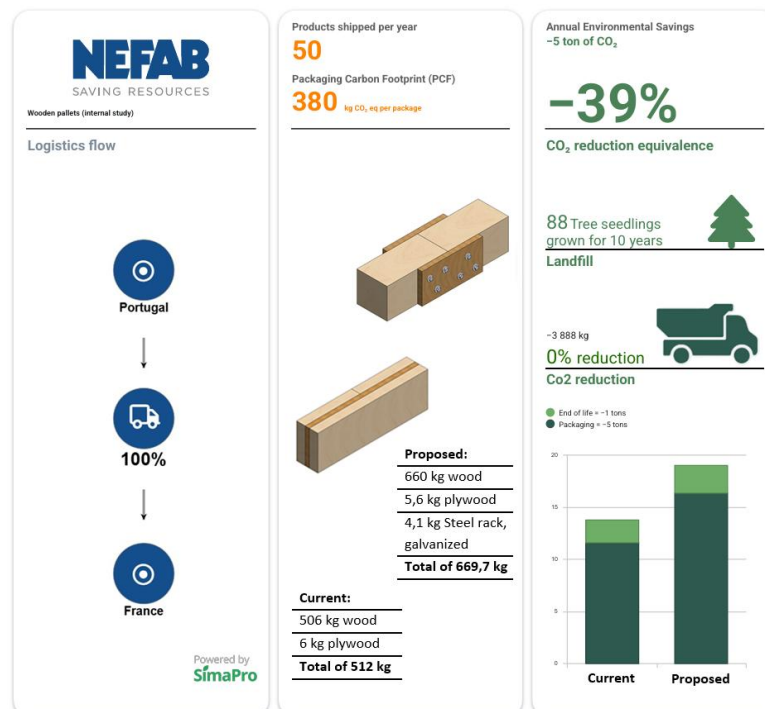 NEFAB
SAVING RESOURCES
Wooden pallets (internal study)
Logistics flow
Portugal
100%
France
Powered by
SimaPro
Products shipped per year
50
Packaging Carbon Footprint (PCF)
380 kg CO₂ eq per package
Proposed:
660 kg wood
5,6 kg plywood
4,1 kg Steel rack,
galvanized
Total of 669,7 kg
Current:
506 kg wood
6 kg plywood
Total of 512 kg
Annual Environmental Savings
−5 ton of CO₂
−39%
CO₂ reduction equivalence
88 Tree seedlings
grown for 10 years
Landfill
−3 888 kg
0% reduction
Co2 reduction
End of life = −1 tons
Packaging = −5 tons
20
15
10
5
0
Current Proposed